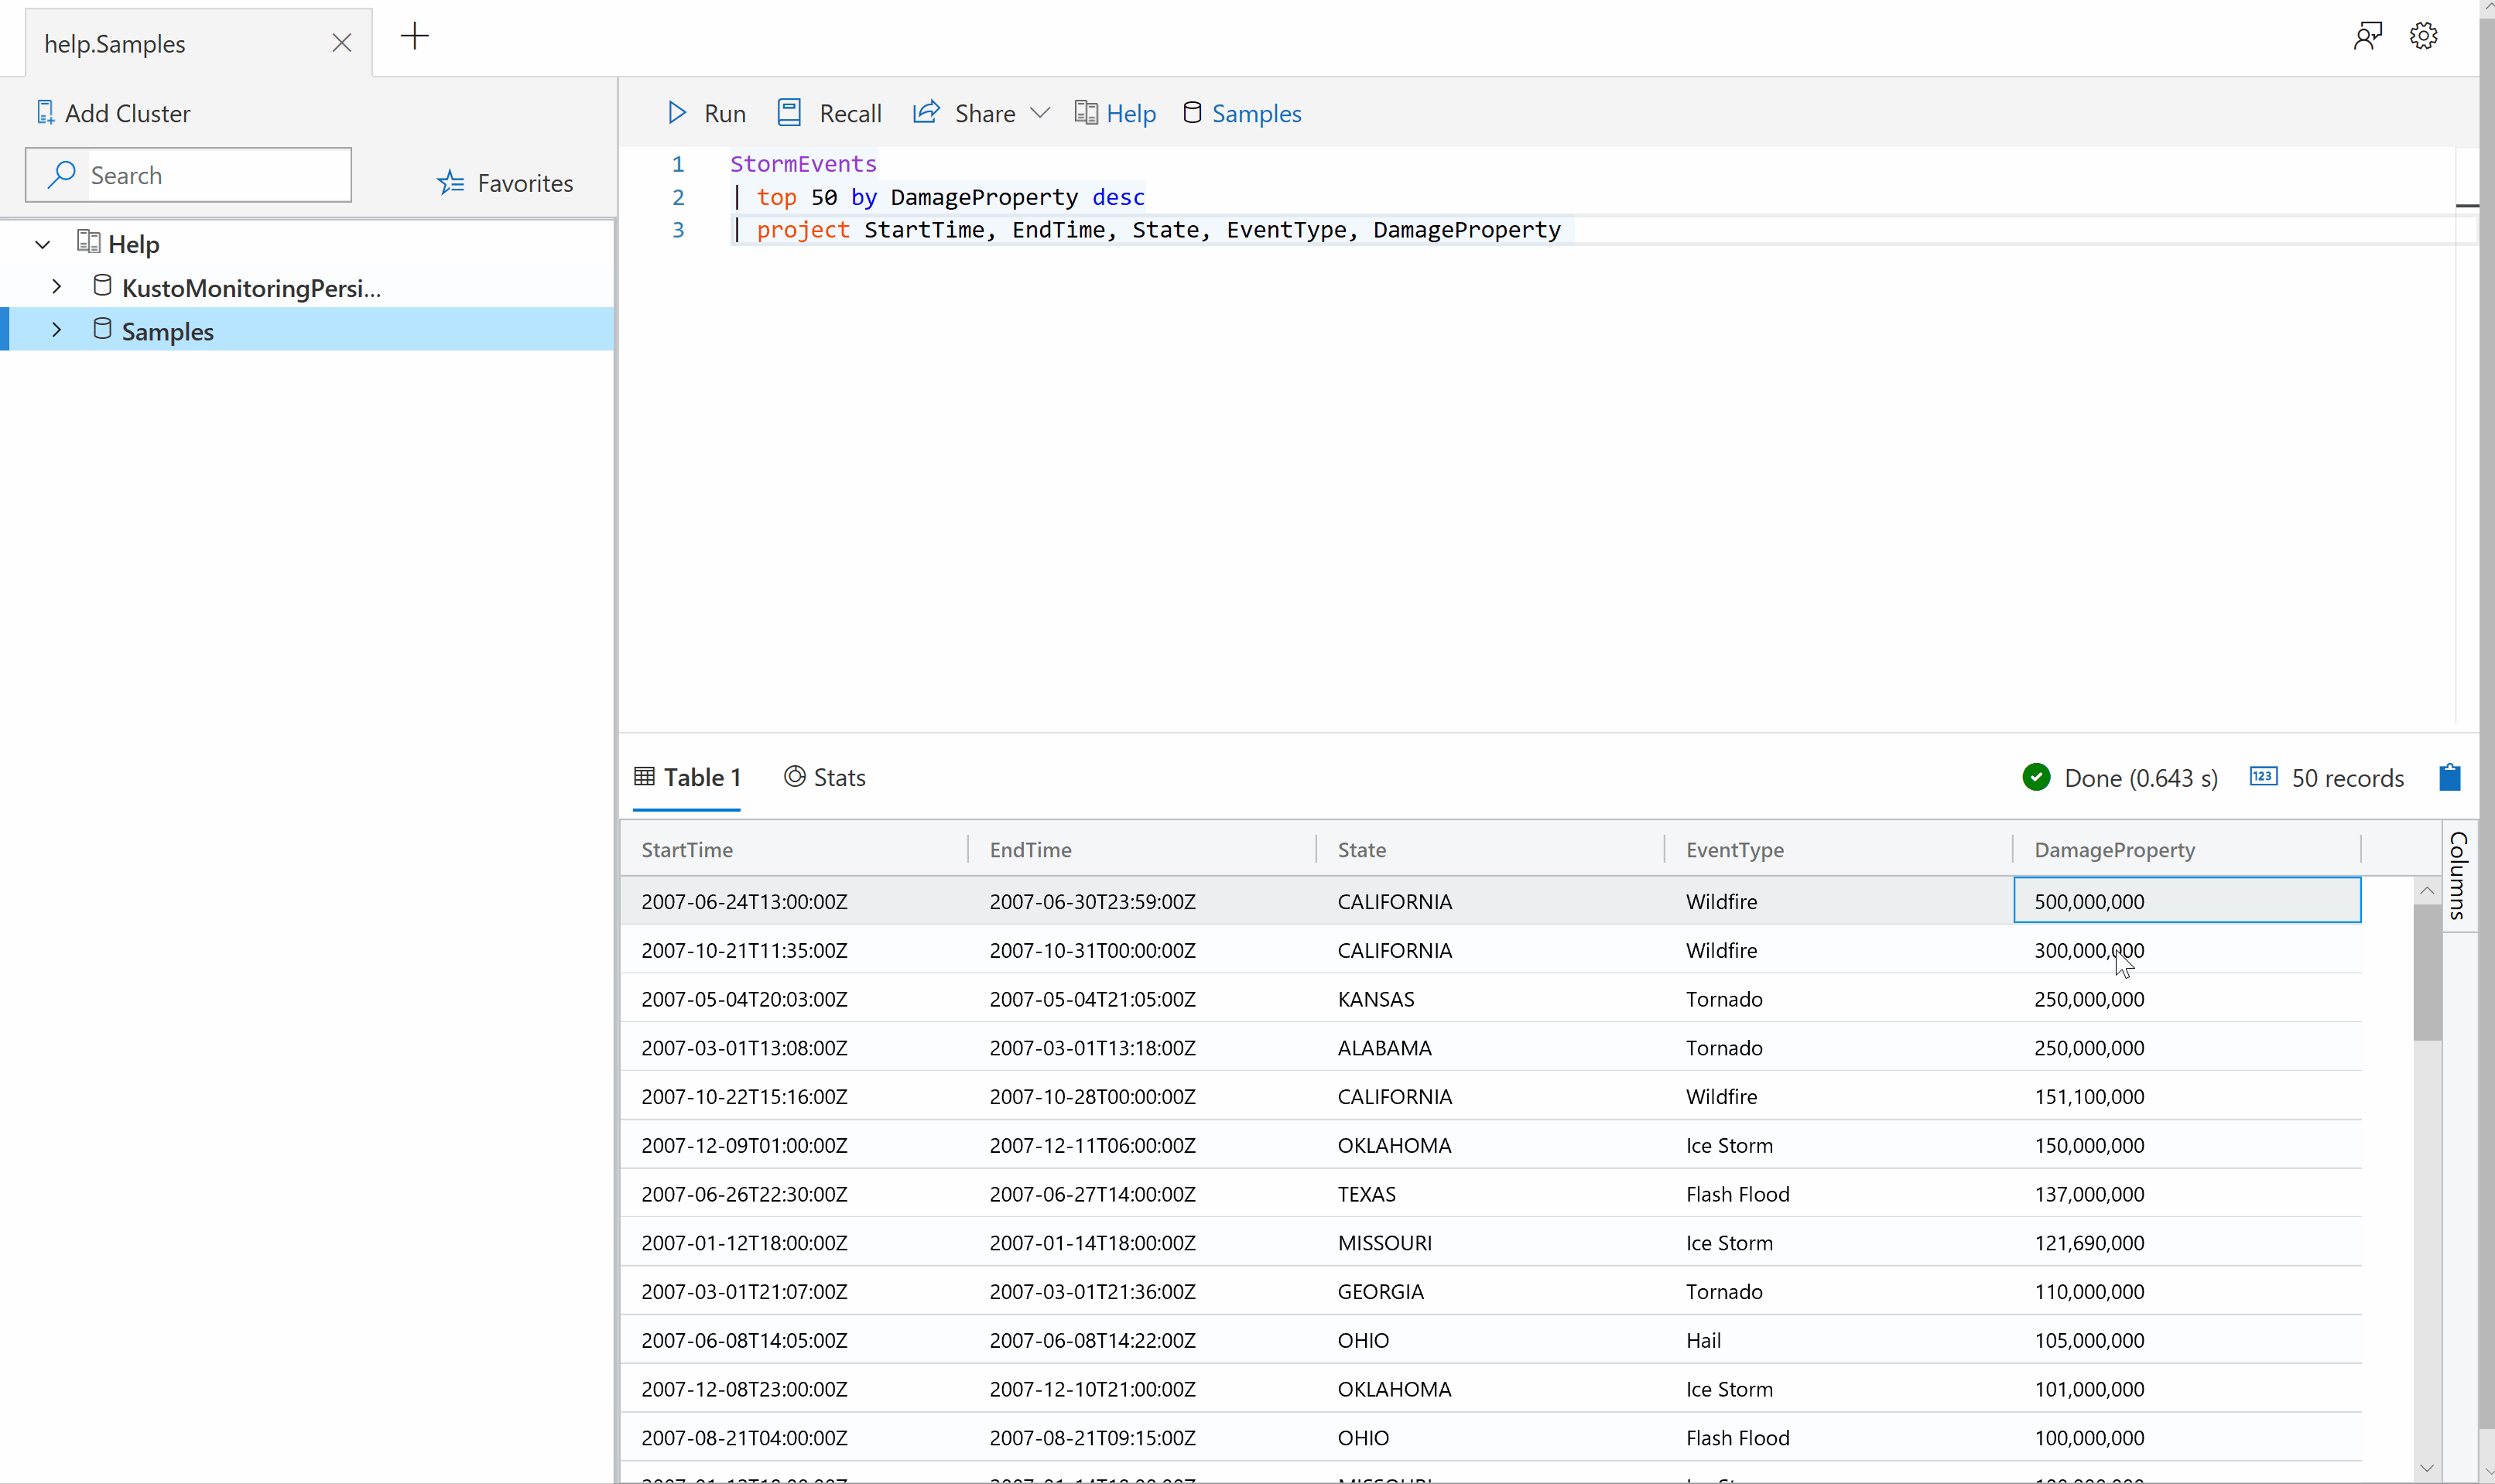 help.Samples
Add Cluster
Search
Favorites
Help
KustoMonitoringPersi...
Samples
Run Recall Share Help Samples
1 StormEvents
2 | top 50 by DamageProperty desc
3 | project StartTime, EndTime, State, EventType, DamageProperty
Table 1 Stats Done (0.643 s) 123 50 records
StartTime EndTime State EventType DamageProperty
Columns
2007-06-24T13:00:00Z 2007-06-30T23:59:00Z CALIFORNIA Wildfire 500,000,000
2007-10-21T11:35:00Z 2007-10-31T00:00:00Z CALIFORNIA Wildfire 300,000,000
2007-05-04T20:03:00Z 2007-05-04T21:05:00Z KANSAS Tornado 250,000,000
2007-03-01T13:08:00Z 2007-03-01T13:18:00Z ALABAMA Tornado 250,000,000
2007-10-22T15:16:00Z 2007-10-28T00:00:00Z CALIFORNIA Wildfire 151,100,000
2007-12-09T01:00:00Z 2007-12-11T06:00:00Z OKLAHOMA Ice Storm 150,000,000
2007-06-26T22:30:00Z 2007-06-27T14:00:00Z TEXAS Flash Flood 137,000,000
2007-01-12T18:00:00Z 2007-01-14T18:00:00Z MISSOURI Ice Storm 121,690,000
2007-03-01T21:07:00Z 2007-03-01T21:36:00Z GEORGIA Tornado 110,000,000
2007-06-08T14:05:00Z 2007-06-08T14:22:00Z OHIO Hail 105,000,000
2007-12-08T23:00:00Z 2007-12-10T21:00:00Z OKLAHOMA Ice Storm 101,000,000
2007-08-21T04:00:00Z 2007-08-21T09:15:00Z OHIO Flash Flood 100,000,000